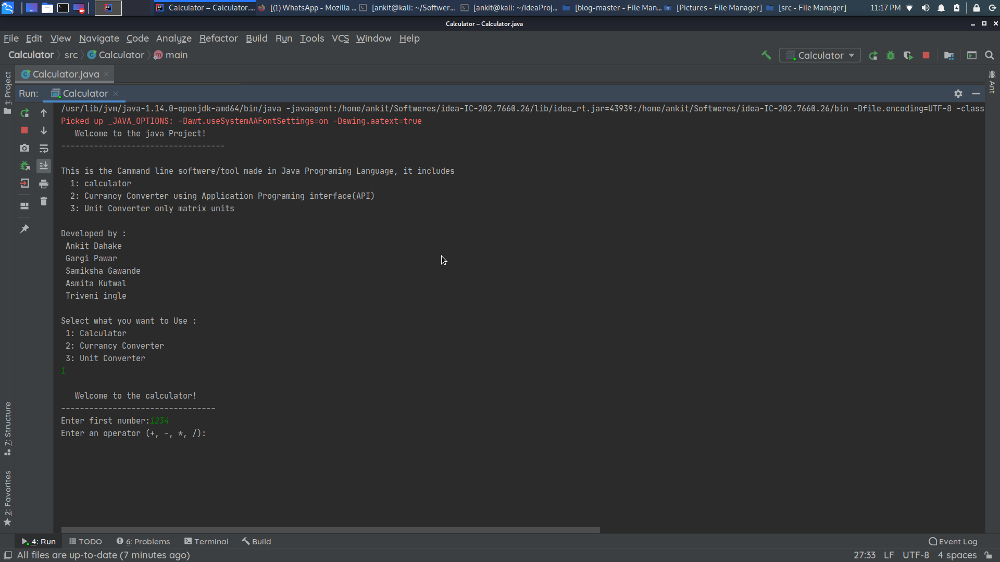 Calculator – Calculator....
[(1) WhatsApp - Mozilla ...
[ankit@kali: ~/Softwer...
[ankit@kali: ~/IdeaProj...
[blog-master - File Man...
[Pictures - File Manager]
[src - File Manager]
11:17 PM
Calculator – Calculator.java
File Edit View Navigate Code Analyze Refactor Build Run Tools VCS Window Help
Calculator src Calculator main
Calculator
Calculator.java
1: Project
Ant
Run: Calculator
/usr/lib/jvm/java-1.14.0-openjdk-amd64/bin/java -javaagent:/home/ankit/Softweres/idea-IC-202.7660.26/lib/idea_rt.jar=43939:/home/ankit/Softweres/idea-IC-202.7660.26/bin -Dfile.encoding=UTF-8 -class
Picked up _JAVA_OPTIONS: -Dawt.useSystemAAFontSettings=on -Dswing.aatext=true
Welcome to the java Project!
-----------------------------------
This is the Cammand line softwere/tool made in Java Programing Language, it includes
1: calculator
2: Currancy Converter using Application Programing interface(API)
3: Unit Converter only matrix units
Developed by :
Ankit Dahake
Gargi Pawar
Samiksha Gawande
Asmita Kutwal
Triveni ingle
Select what you want to Use :
1: Calculator
2: Currancy Converter
3: Unit Converter
1
Welcome to the calculator!
---------------------------------
Enter first number:1234
Enter an operator (+, -, *, /):
7: Structure
2: Favorites
4: Run TODO 6: Problems Terminal Build Event Log
All files are up-to-date (7 minutes ago) 27:33 LF UTF-8 4 spaces